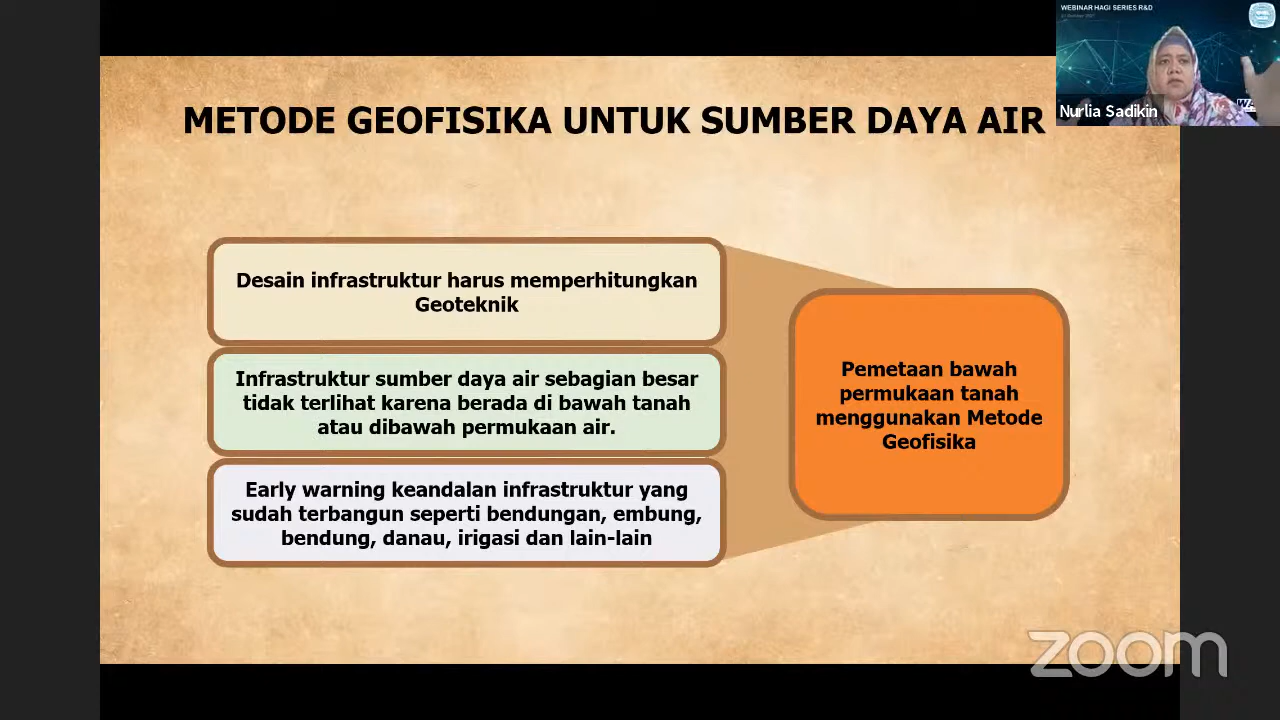 WEBINAR HAGI SERIES R&D
Nurlia Sadikin
METODE GEOFISIKA UNTUK SUMBER DAYA AIR
Desain infrastruktur harus memperhitungkan
Geoteknik
Infrastruktur sumber daya air sebagian besar
tidak terlihat karena berada di bawah tanah
atau dibawah permukaan air.
Early warning keandalan infrastruktur yang
sudah terbangun seperti bendungan, embung,
bendung, danau, irigasi dan lain-lain
Pemetaan bawah
permukaan tanah
menggunakan Metode
Geofisika
zoom